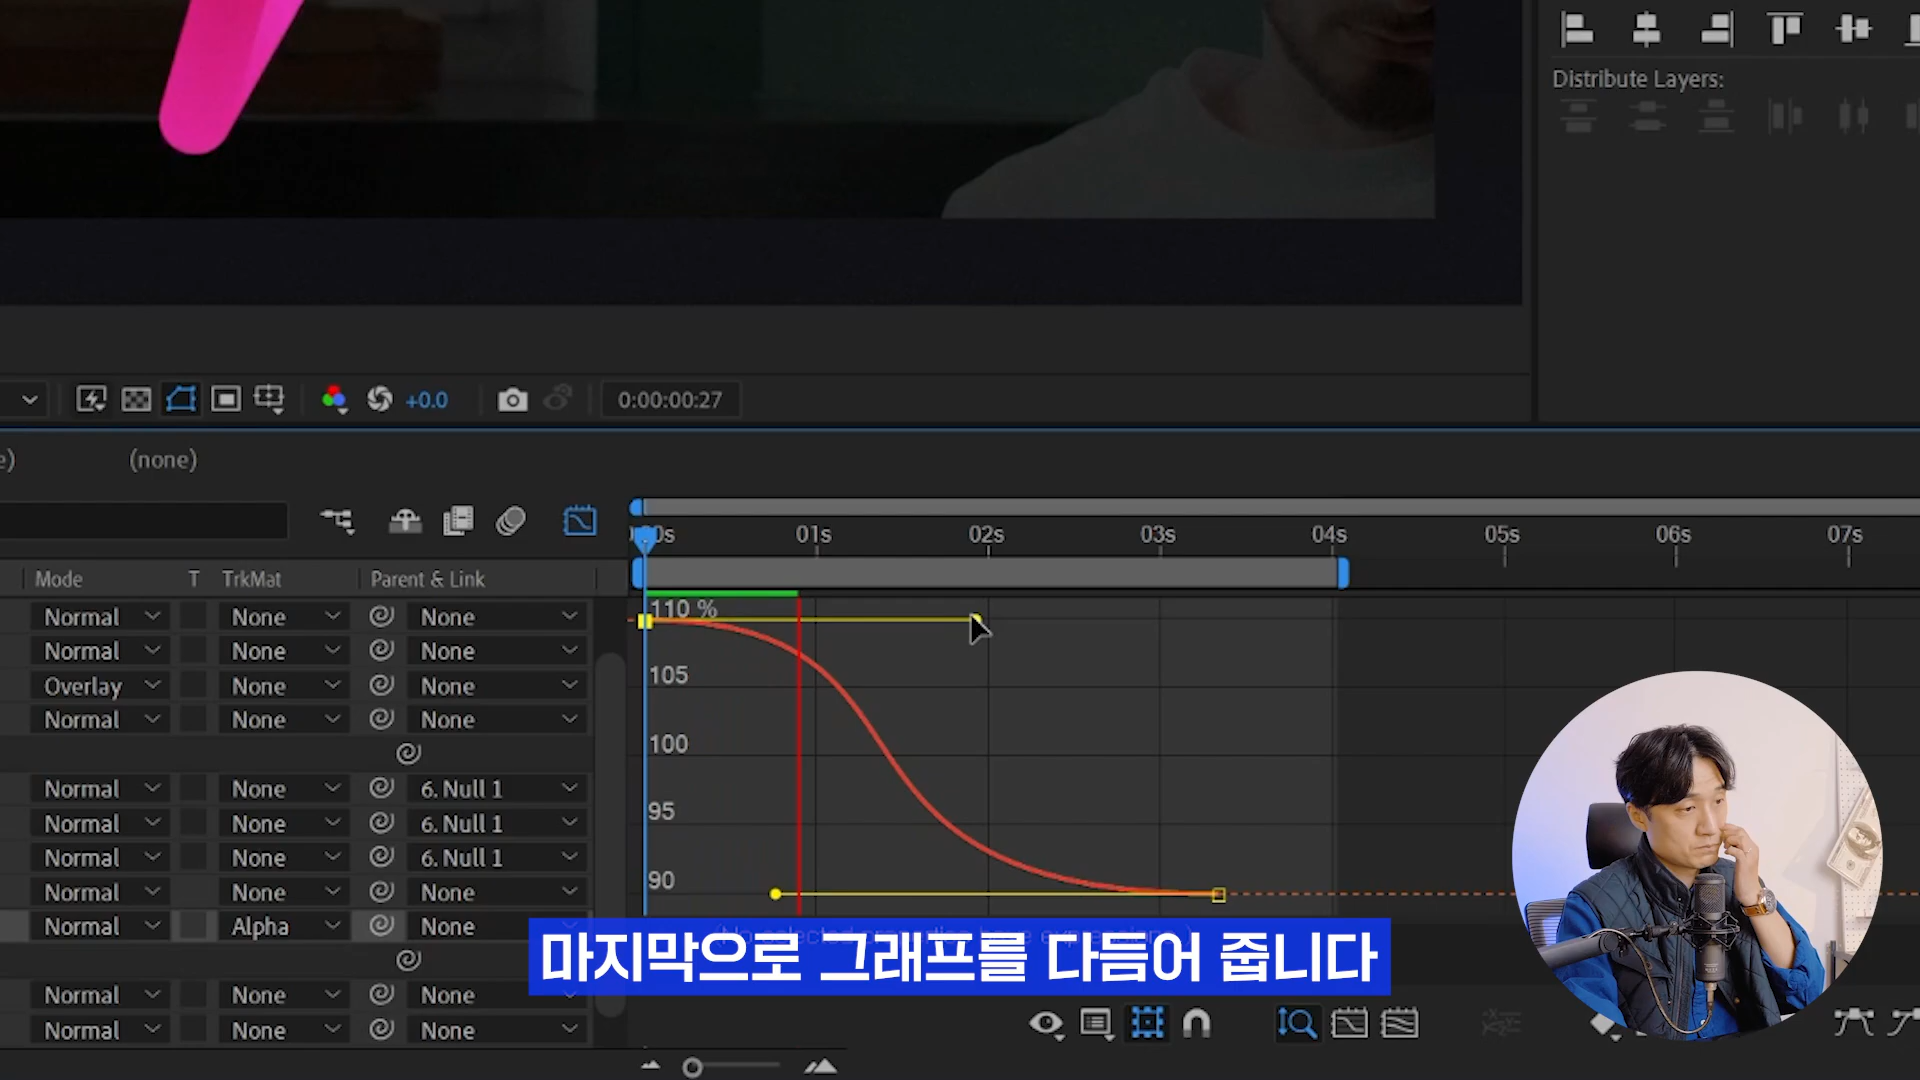 Distribute Layers:
+0.0
0:00:00:27
e)
(none)
01s 02s 03s 04s 05s 06s 07s
Mode T TrkMat Parent & Link
Normal None None
110 %
Normal None None
Overlay None None
105
Normal None None
100
Normal None 6. Null 1
95
Normal None 6. Null 1
Normal None 6. Null 1
90
Normal None None
Normal Alpha None
마지막으로 그래프를 다듬어 줍니다
Normal None None
Normal None None